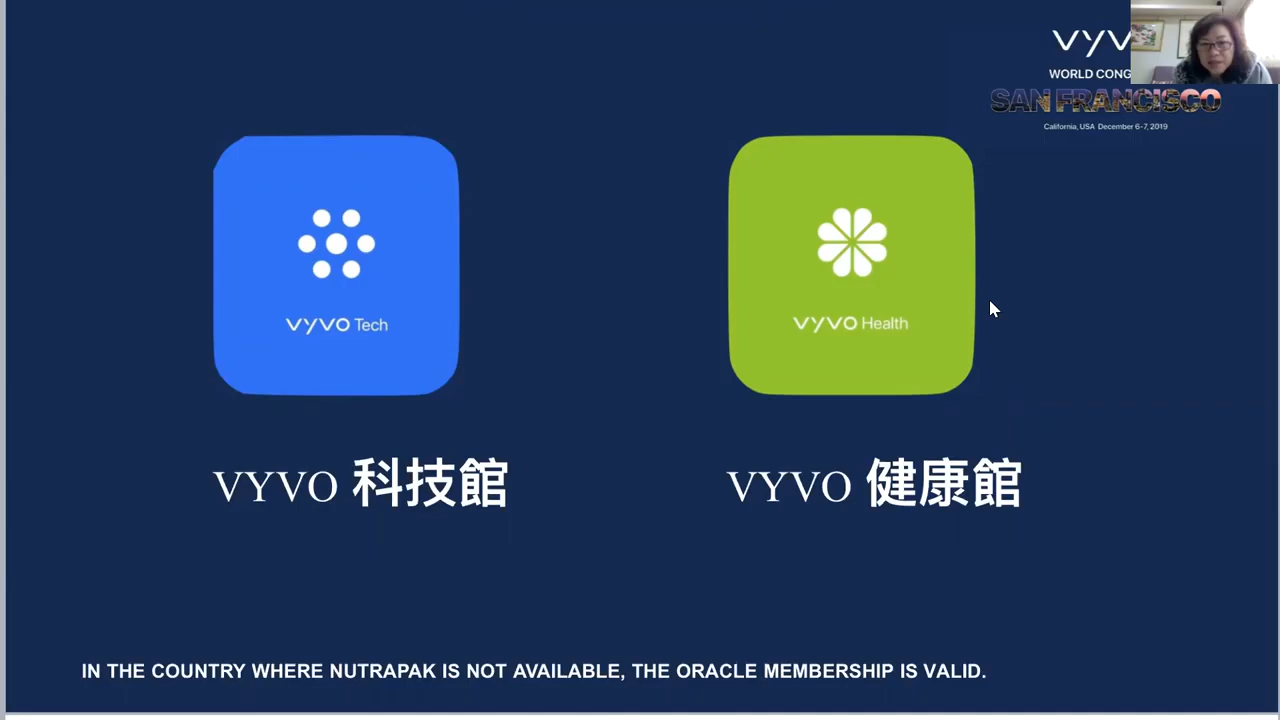 VYV
WORLD CONG
SAN FRANCISCO
California, USA December 6-7, 2019
VYVO Tech
VYVO Health
VYVO 科技館
VYVO 健康館
IN THE COUNTRY WHERE NUTRAPAK IS NOT AVAILABLE, THE ORACLE MEMBERSHIP IS VALID.